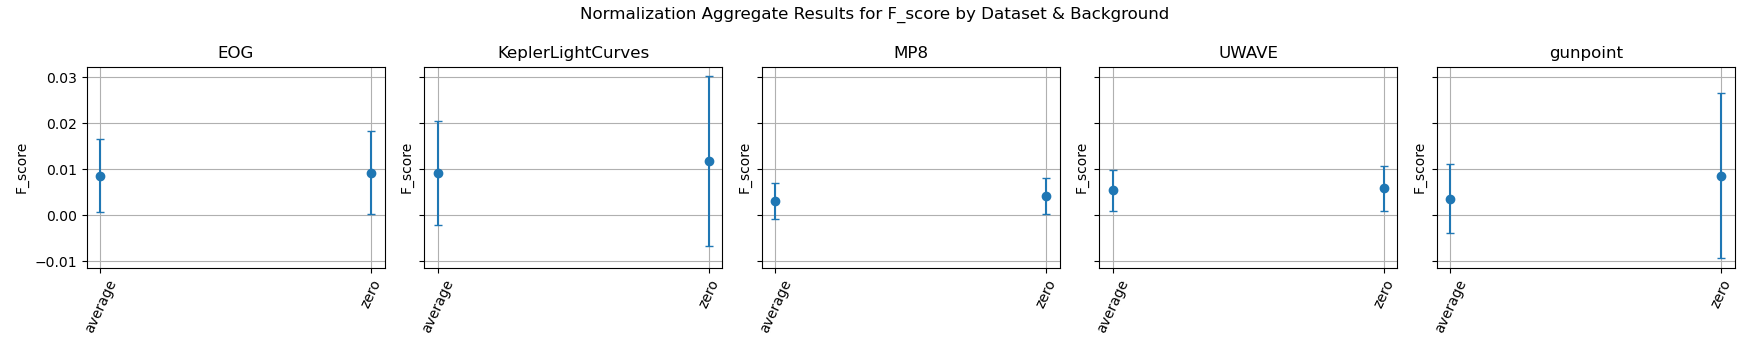 Normalization Aggregate Results for F_score by Dataset & Background
EOG
KeplerLightCurves
MP8
UWAVE
gunpoint
0.03
0.02
0.01
0.00
−0.01
F_score
F_score
F_score
F_score
F_score
average
zero
average
zero
average
zero
average
zero
average
zero